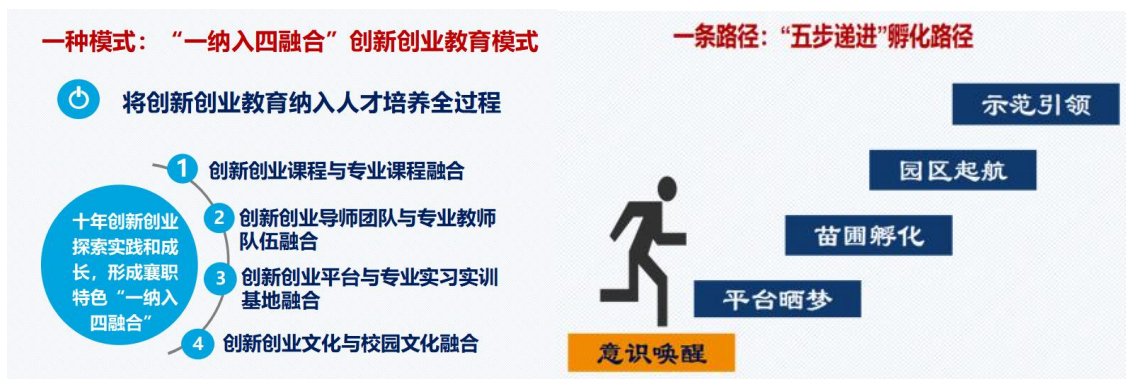 一种模式：“一纳入四融合”创新创业教育模式
将创新创业教育纳入人才培养全过程
十年创新创业
探索实践和成
长，形成襄职
特色“一纳入
四融合”
1 创新创业课程与专业课程融合
2 创新创业导师团队与专业教师
队伍融合
3 创新创业平台与专业实习实训
基地融合
4 创新创业文化与校园文化融合
一条路径：“五步递进”孵化路径
示范引领
园区起航
苗圃孵化
平台晒梦
意识唤醒